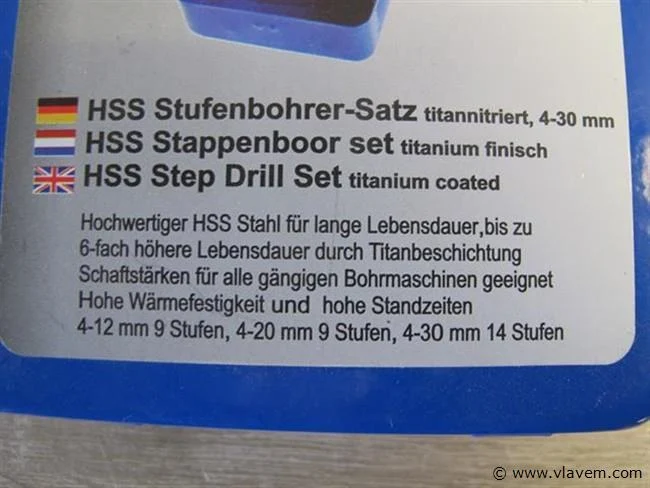 HSS Stufenbohrer-Satz titannitriert, 4-30 mm
HSS Stappenboor set titanium finisch
HSS Step Drill Set titanium coated
Hochwertiger HSS Stahl für lange Lebensdauer,bis zu
6-fach höhere Lebensdauer durch Titanbeschichtung
Schaftstärken für alle gängigen Bohrmaschinen geeignet
Hohe Wärmefestigkeit und hohe Standzeiten
4-12 mm 9 Stufen, 4-20 mm 9 Stufen, 4-30 mm 14 Stufen
© www.vlavem.com